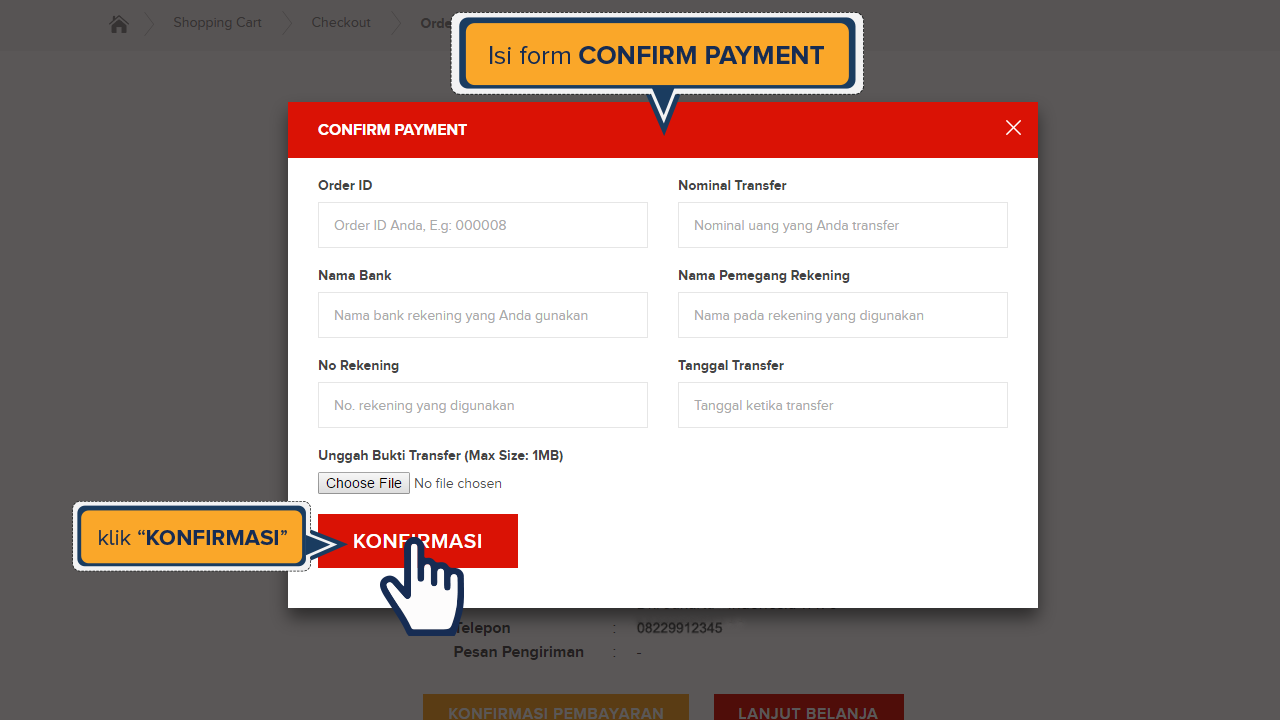 Shopping Cart Checkout Orde
Isi form CONFIRM PAYMENT
CONFIRM PAYMENT
Order ID Nominal Transfer
Order ID Anda, E.g: 000008 Nominal uang yang Anda transfer
Nama Bank Nama Pemegang Rekening
Nama bank rekening yang Anda gunakan Nama pada rekening yang digunakan
No Rekening Tanggal Transfer
No. rekening yang digunakan Tanggal ketika transfer
Unggah Bukti Transfer (Max Size: 1MB)
Choose File No file chosen
klik “KONFIRMASI” KONFIRMASI
Telepon : 08229912345
Pesan Pengiriman : -
KONFIRMASI PEMBAYARAN LANJUT BELANJA